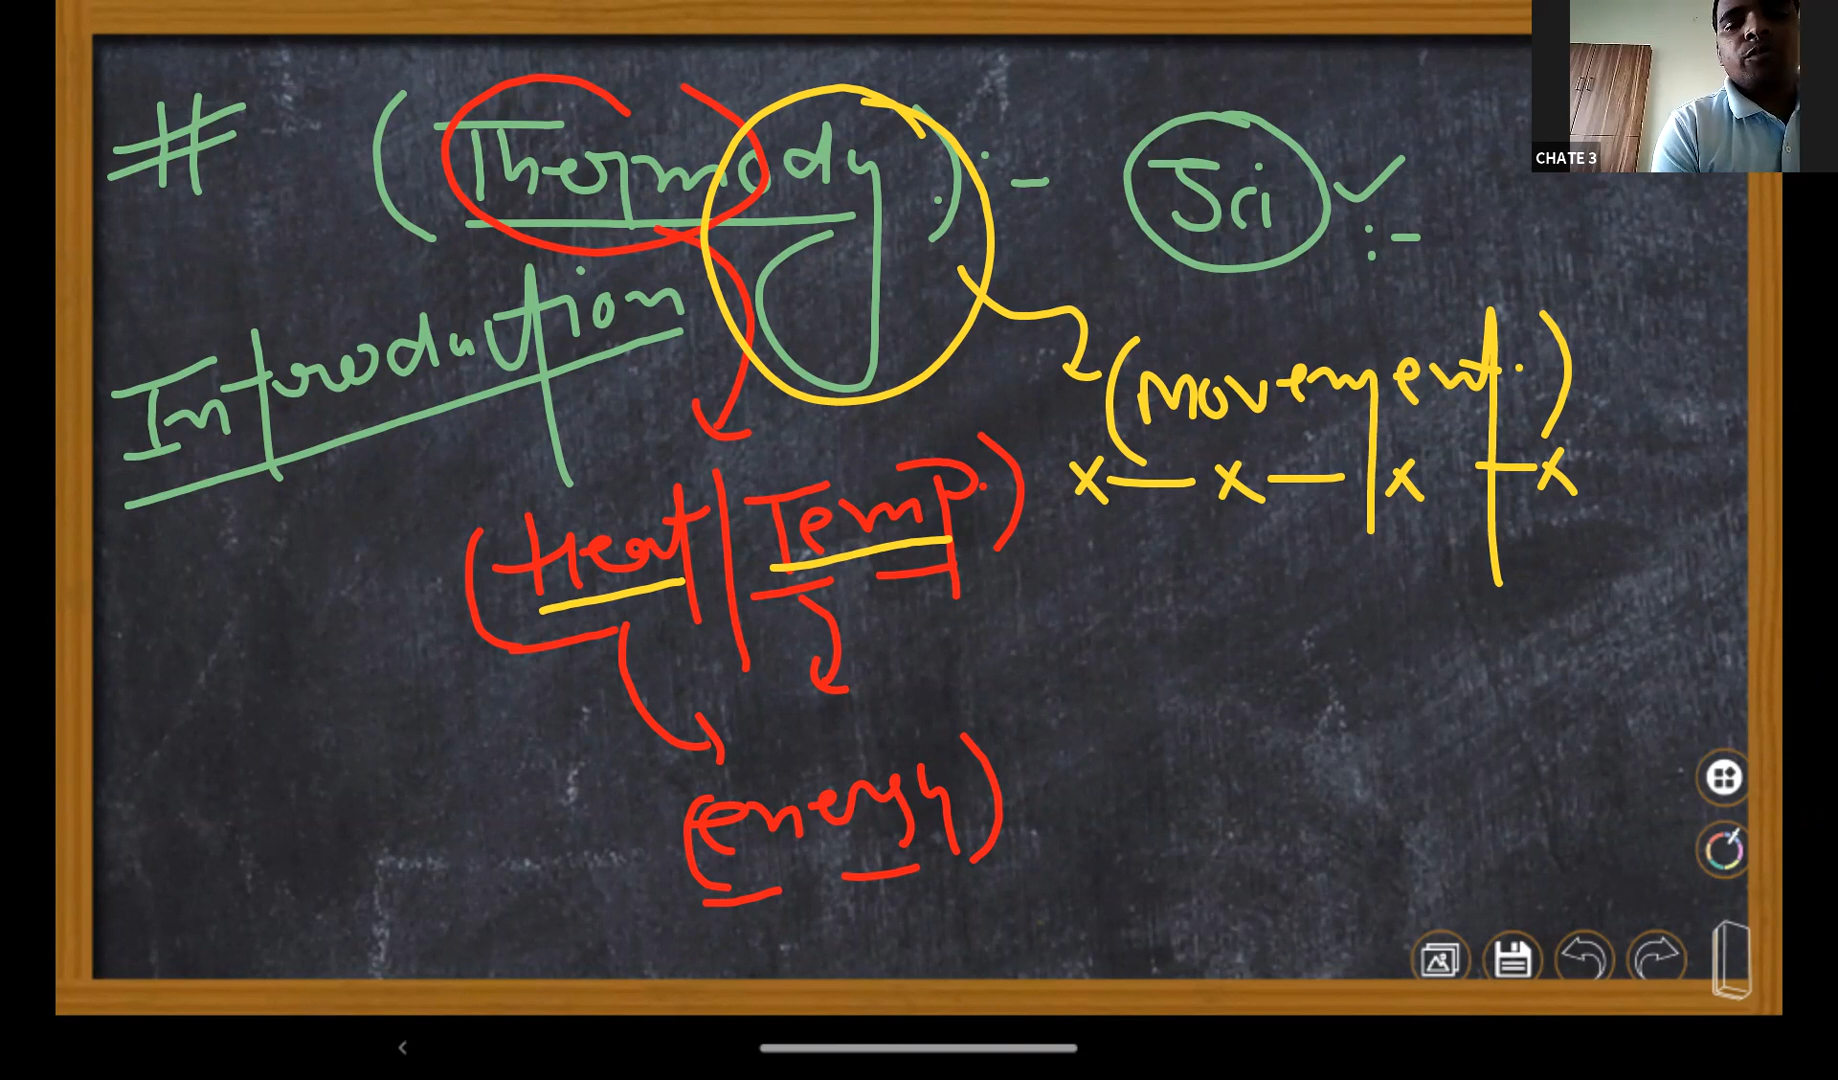 # (Thermody) :- Sci ✓ :-
Introduction
(movement.)
x — x — x — x
(Heat | Temp.)
(energy)
CHATE 3